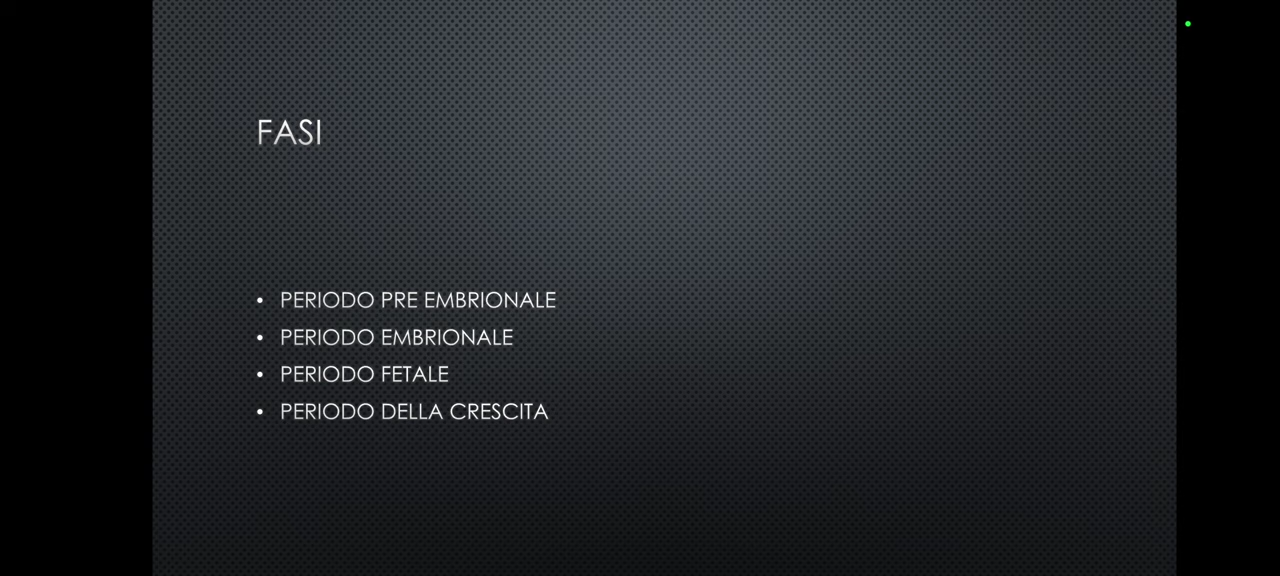 FASI
• PERIODO PRE EMBRIONALE
• PERIODO EMBRIONALE
• PERIODO FETALE
• PERIODO DELLA CRESCITA